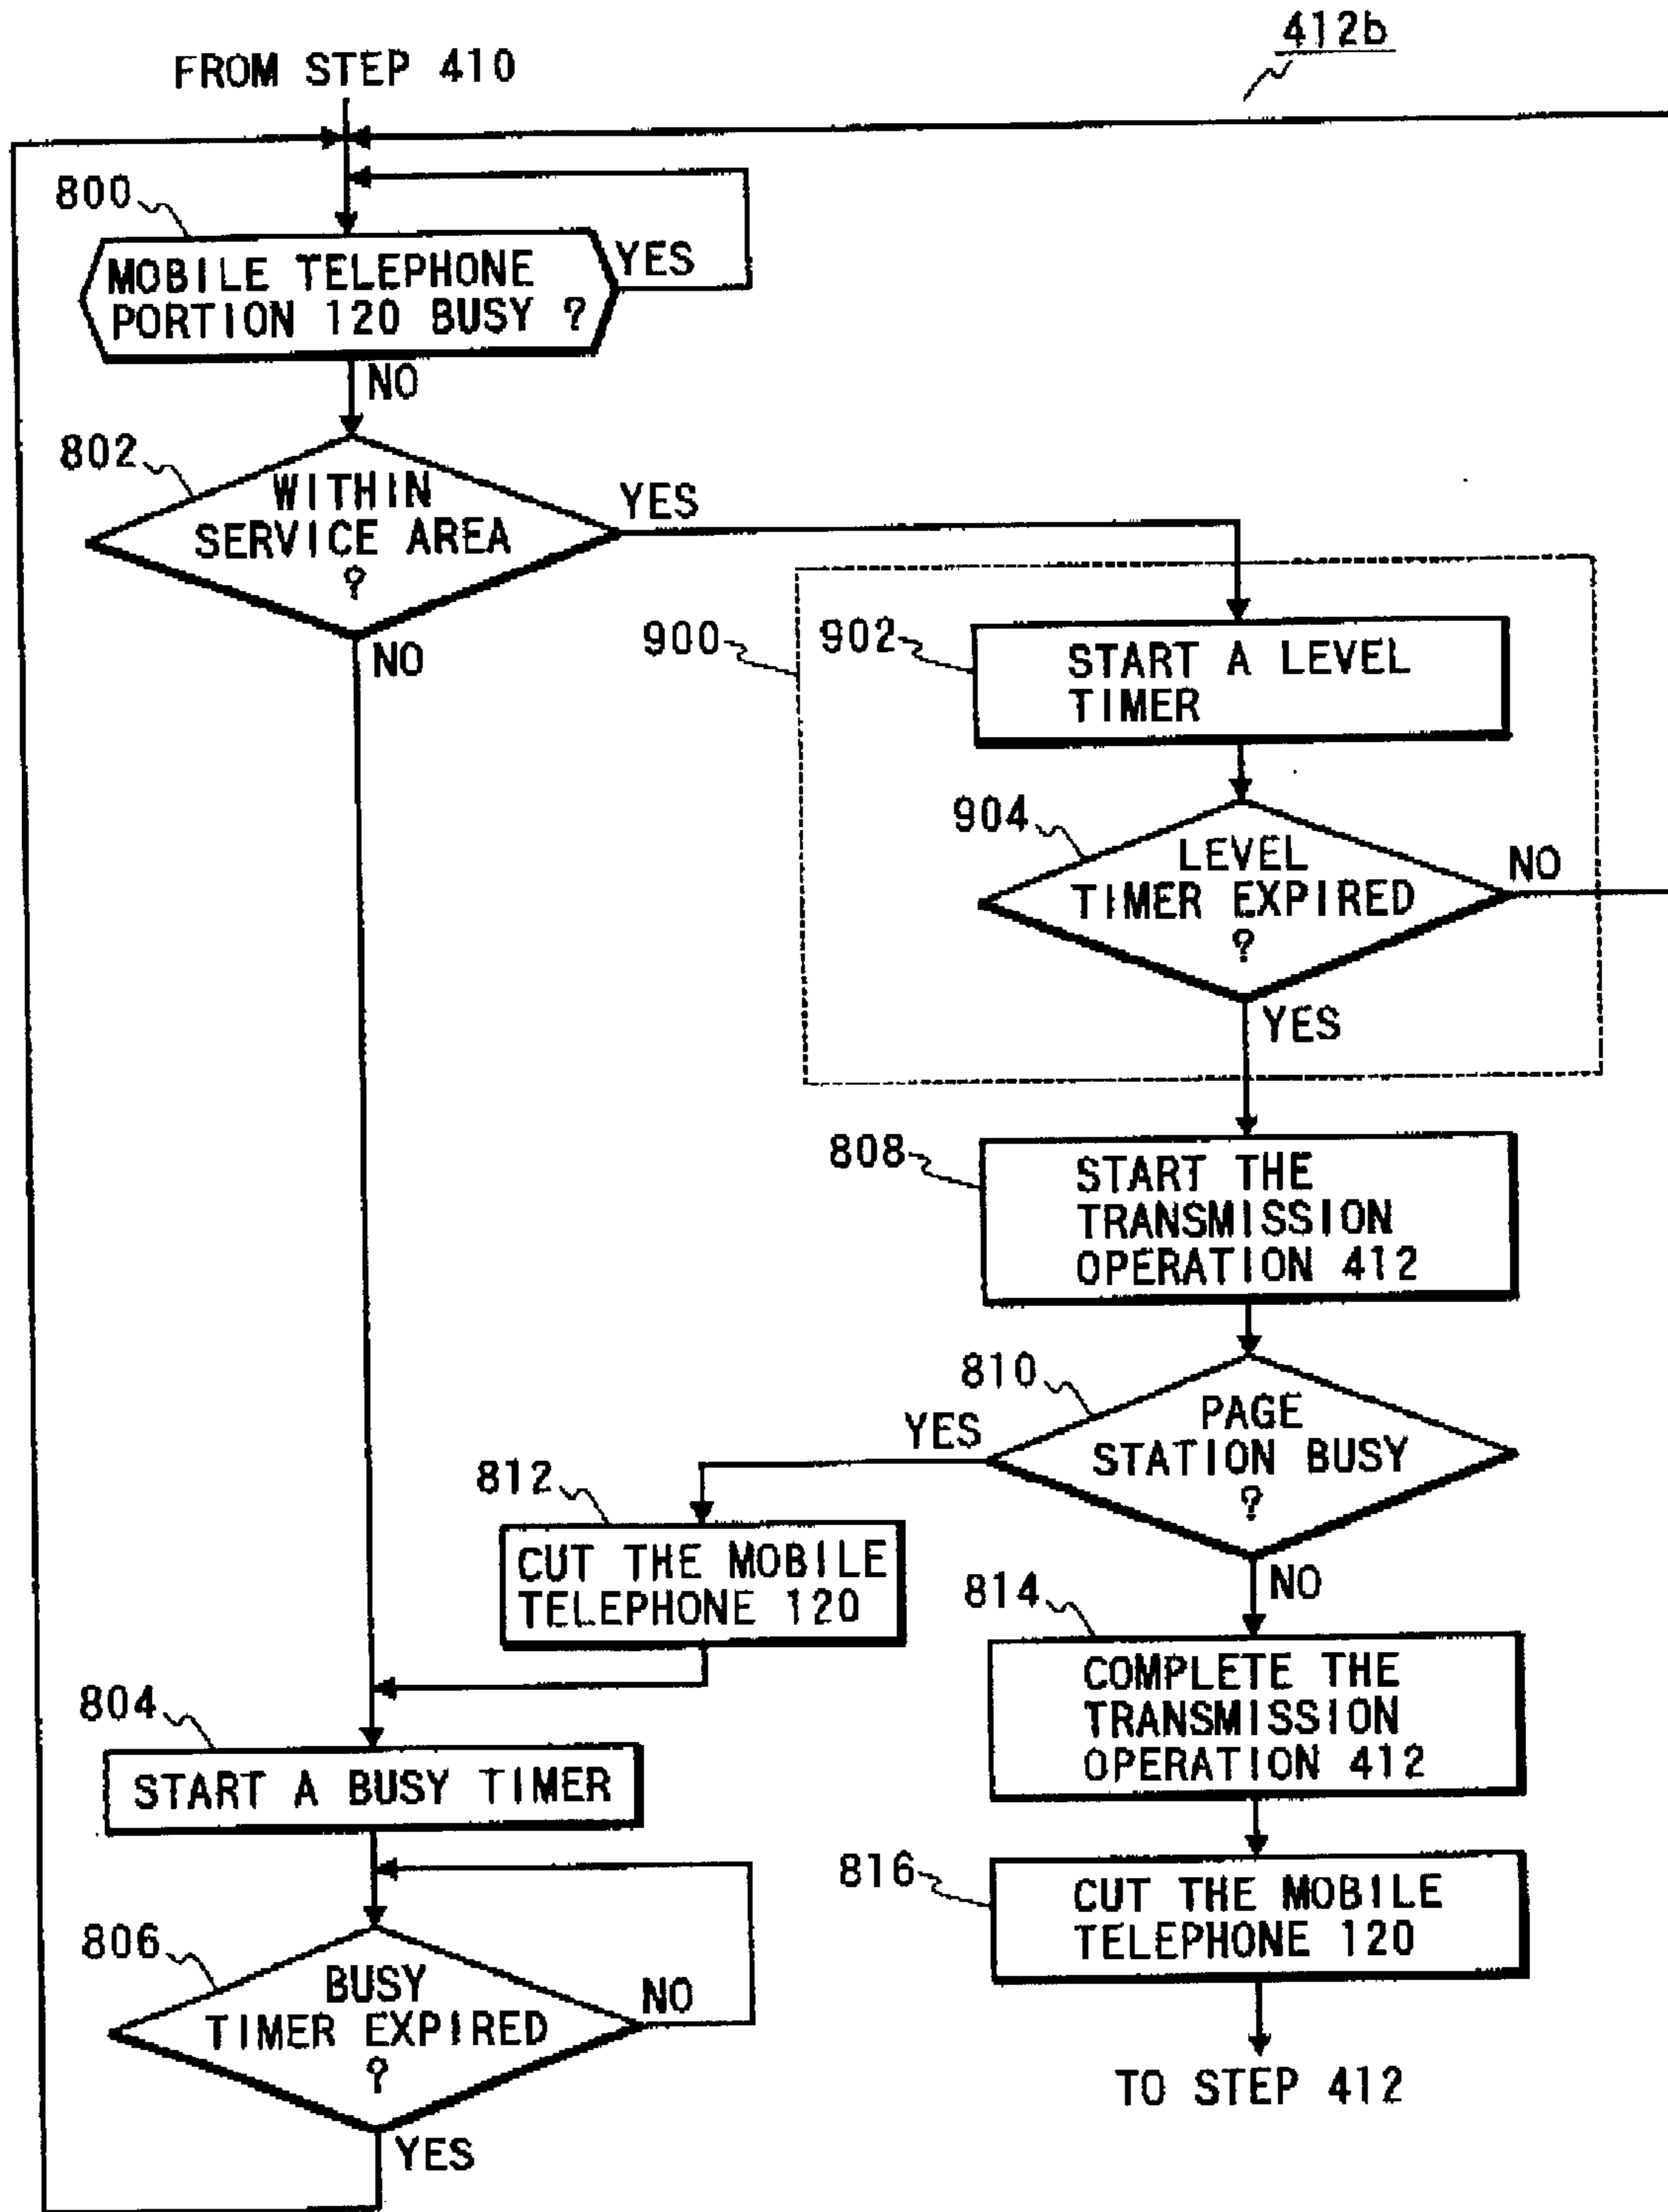 412b
FROM STEP 410
800
MOBILE TELEPHONE
PORTION 120 BUSY ?
YES
NO
802
WITHIN
SERVICE AREA
?
YES
NO
900
902
START A LEVEL
TIMER
904
LEVEL
TIMER EXPIRED
?
NO
YES
808
START THE
TRANSMISSION
OPERATION 412
810
PAGE
STATION BUSY
?
YES
NO
812
CUT THE MOBILE
TELEPHONE 120
814
COMPLETE THE
TRANSMISSION
OPERATION 412
804
START A BUSY TIMER
816
CUT THE MOBILE
TELEPHONE 120
806
BUSY
TIMER EXPIRED
?
NO
YES
TO STEP 412